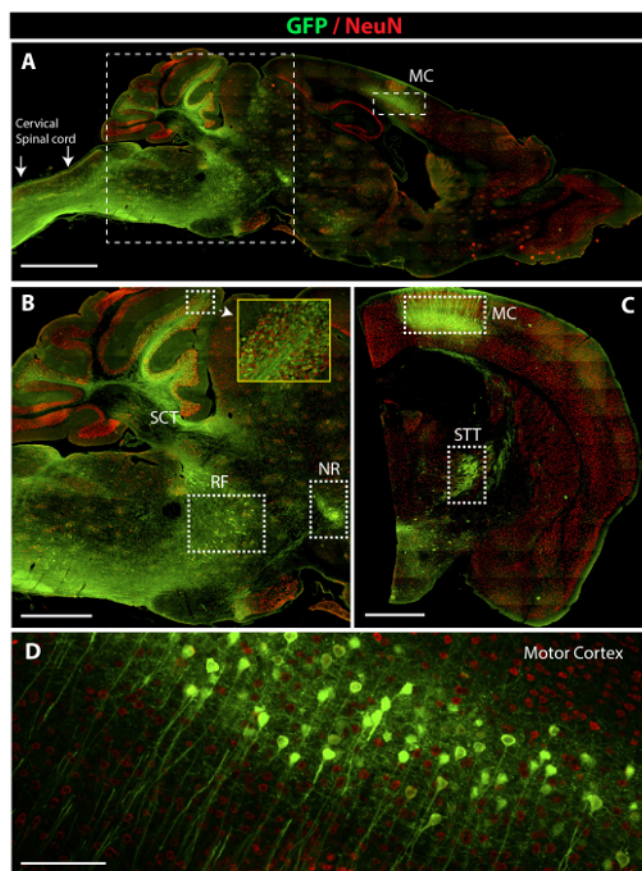 GFP / NeuN
A
MC
Cervical
Spinal cord
B
SCT
RF
NR
C
MC
STT
D
Motor Cortex